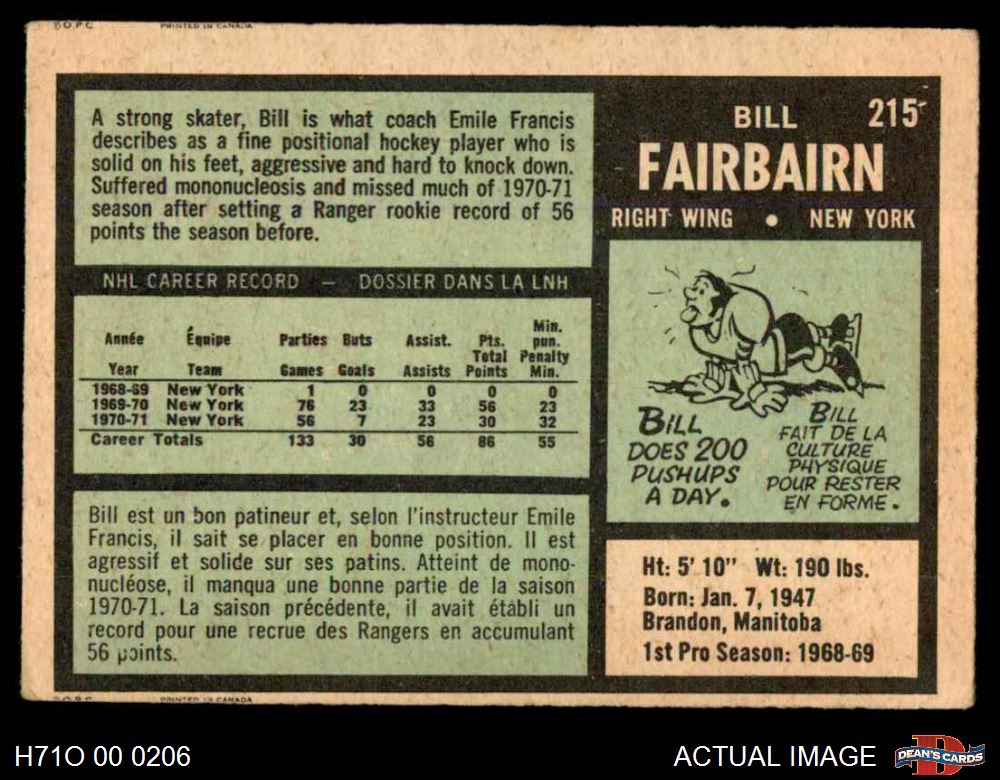 © O.P.C. PRINTED IN CANADA
A strong skater, Bill is what coach Emile Francis
describes as a fine positional hockey player who is
solid on his feet, aggressive and hard to knock down.
Suffered mononucleosis and missed much of 1970-71
season after setting a Ranger rookie record of 56
points the season before.
NHL CAREER RECORD — DOSSIER DANS LA LNH
Année Équipe Parties Buts Assist. Pts. Min. pun.
Year Team Games Goals Assists Total Points Penalty Min.
1968-69 New York 1 0 0 0 0
1969-70 New York 76 23 33 56 23
1970-71 New York 56 7 23 30 32
Career Totals 133 30 56 86 55
Bill est un bon patineur et, selon l'instructeur Emile
Francis, il sait se placer en bonne position. Il est
agressif et solide sur ses patins. Atteint de mono-
nucléose, il manqua une bonne partie de la saison
1970-71. La saison précédente, il avait établi un
record pour une recrue des Rangers en accumulant
56 points.
BILL 215
FAIRBAIRN
RIGHT WING • NEW YORK
BILL
DOES 200
PUSHUPS
A DAY.
BILL
FAIT DE LA
CULTURE
PHYSIQUE
POUR RESTER
EN FORME.
Ht: 5' 10" Wt: 190 lbs.
Born: Jan. 7, 1947
Brandon, Manitoba
1st Pro Season: 1968-69
© O.P.C. PRINTED IN CANADA
H71O 00 0206
ACTUAL IMAGE
DEAN'S CARDS